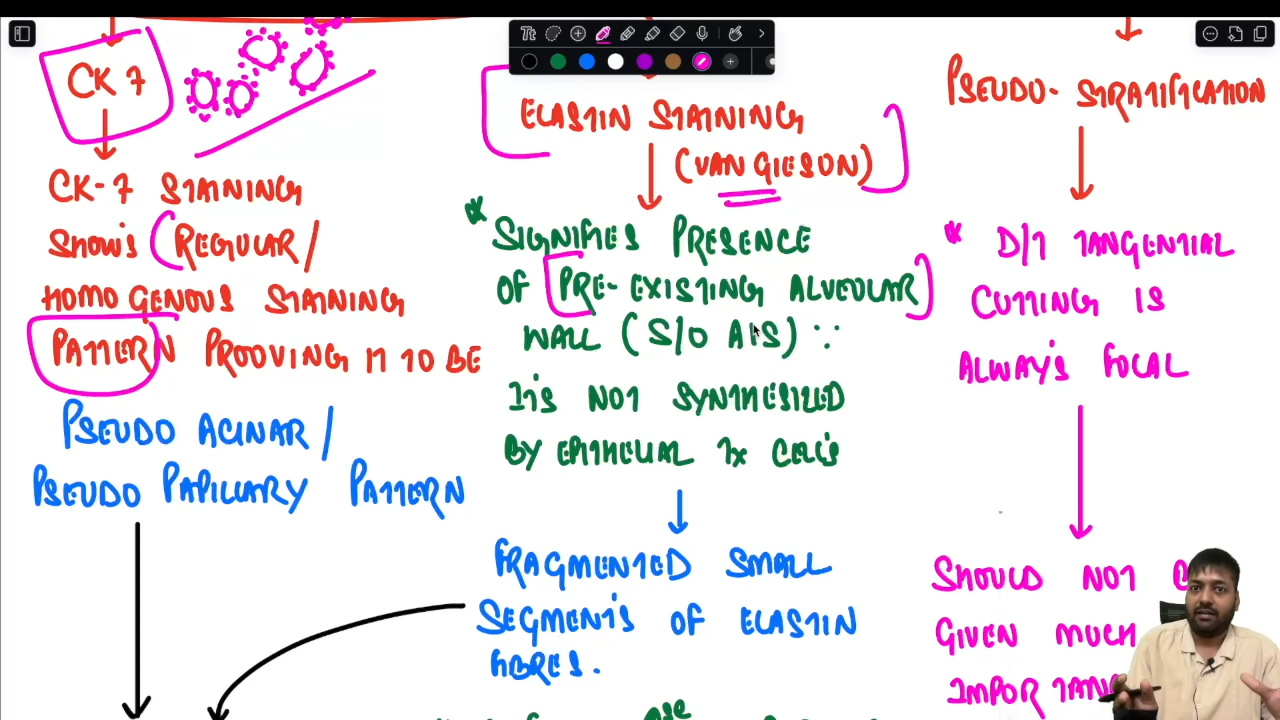 CK 7
CK-7 STAINING
SHOWS (REGULAR/
HOMOGENOUS STAINING
PATTERN PROOVING IT TO BE
PSEUDO ACINAR/
PSEUDO PAPILLARY PATTERN
ELASTIN STAINING
(VAN GIESON)
* SIGNIFIES PRESENCE
OF [PRE-EXISTING ALVEOLAR]
WALL (S/O AIS) ∵
IT'S NOT SYNTHESIZED
BY EPITHELIAL Tx CELLS
FRAGMENTED SMALL
SEGMENTS OF ELASTIN
FIBRES.
PSEUDO-STRATIFICATION
* D/T TANGENTIAL
CUTTING IS
ALWAYS FOCAL
SHOULD NOT
GIVEN MUCH